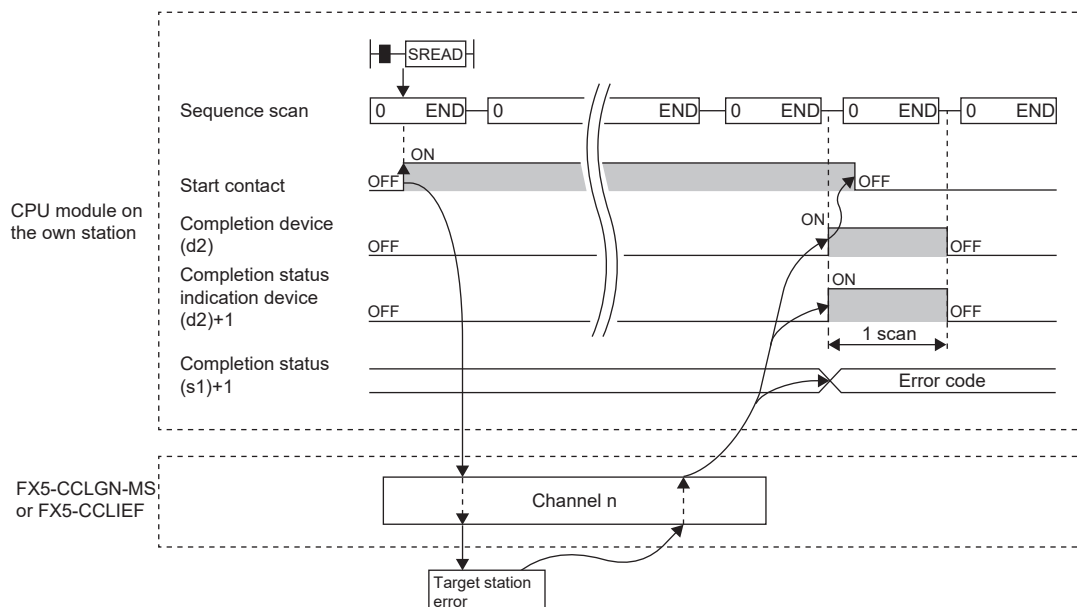 SREAD
Sequence scan
0 END 0 END 0 END 0 END 0 END
ON
Start contact
OFF
OFF
CPU module on
the own station
Completion device
(d2)
ON
OFF
OFF
Completion status
indication device
(d2)+1
ON
OFF
OFF
1 scan
Completion status
(s1)+1
Error code
FX5-CCLGN-MS
or FX5-CCLIEF
Channel n
Target station
error